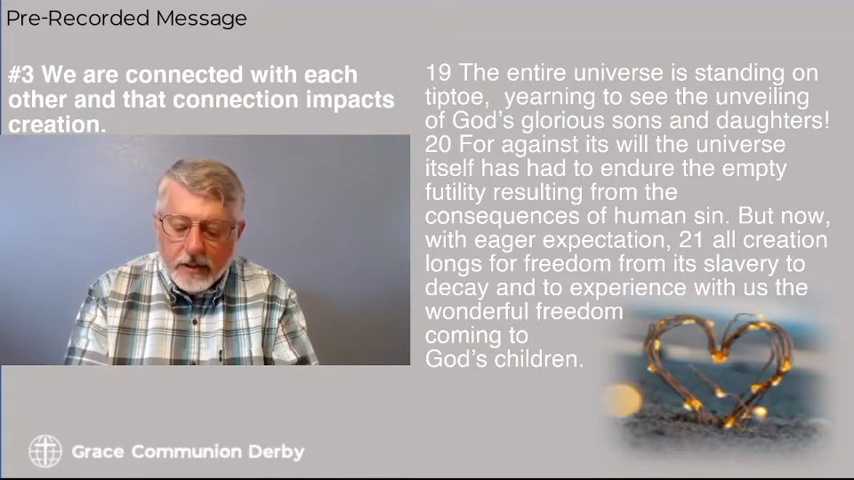 Pre-Recorded Message
#3 We are connected with each
other and that connection impacts
creation.
19 The entire universe is standing on
tiptoe,  yearning to see the unveiling
of God's glorious sons and daughters!
20 For against its will the universe
itself has had to endure the empty
futility resulting from the
consequences of human sin. But now,
with eager expectation, 21 all creation
longs for freedom from its slavery to
decay and to experience with us the
wonderful freedom
coming to
God's children.
Grace Communion Derby